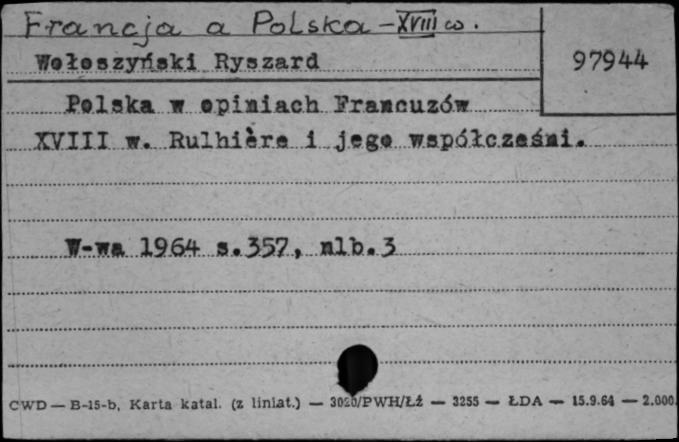 Francja a Polska - XVIII w.
97944
Wołoszyński Ryszard
Polska w opiniach Francuzów
XVIII w. Rulhière i jego współcześni.
W-wa 1964 s.357, nlb.3
CWD — B-15-b, Karta katal. (z liniat.) — 3020/PWH/Łź — 3255 — ŁDA — 15.9.64 — 2.000.